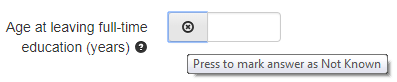 Age at leaving full-time
education (years)
Press to mark answer as Not Known